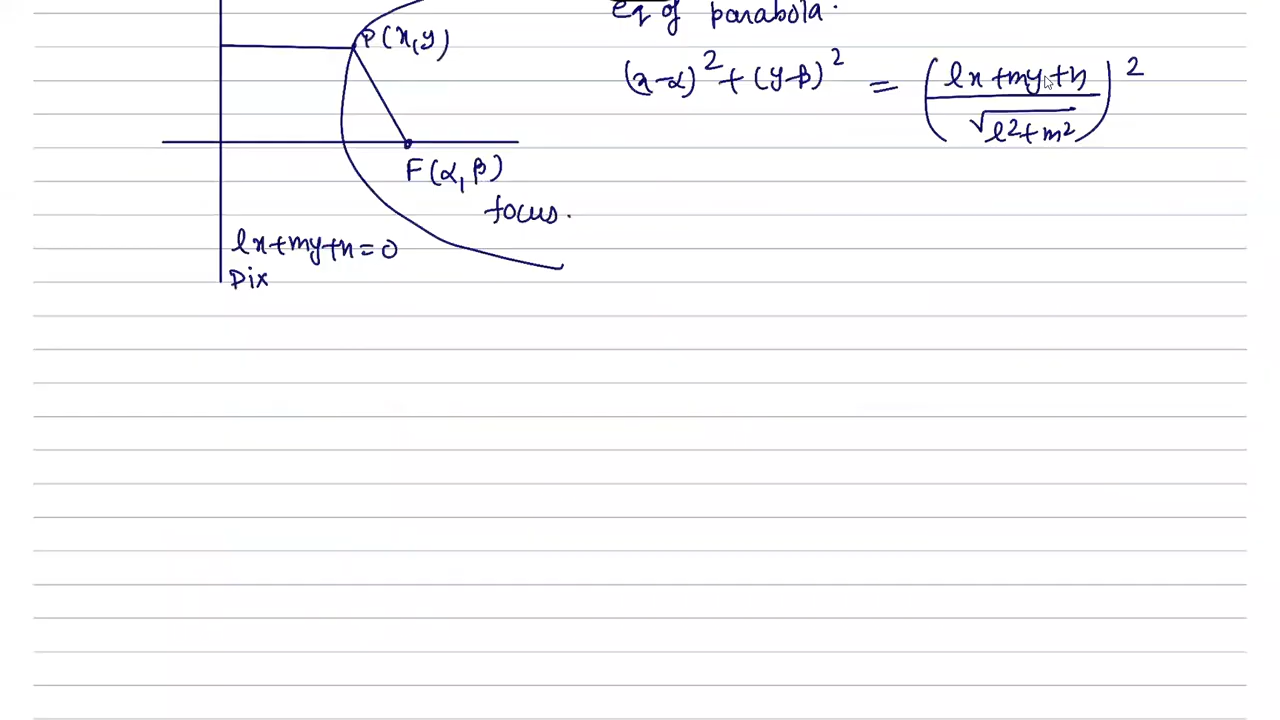 eq of parabola.
P(x,y)
(x-α)² + (y-β)² = (lx+my+n / √l²+m²)²
F(α, β)
focus.
lx+my+n=0
Dix